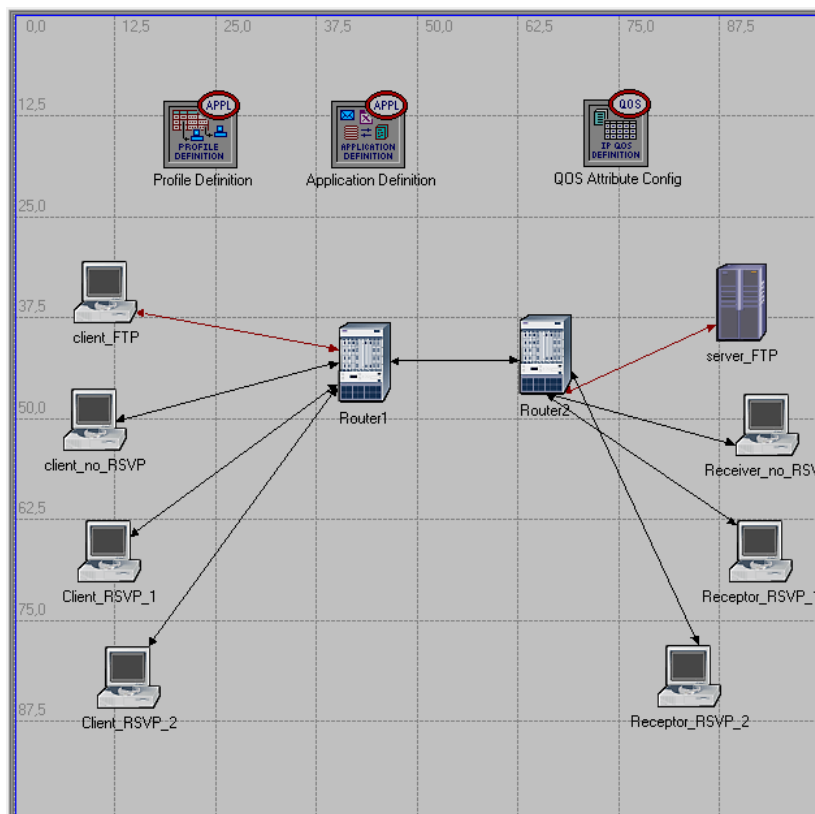 0,0 12,5 25,0 37,5 50,0 62,5 75,0 87,5
12,5
APPL
APPL
QOS
PROFILE
DEFINITION
APPLICATION
DEFINITION
IP QOS
DEFINITION
Profile Definition
Application Definition
QOS Attribute Config
25,0
37,5
client_FTP
server_FTP
Router1
Router2
50,0
client_no_RSVP
Receiver_no_RSV
62,5
Client_RSVP_1
Receptor_RSVP_1
75,0
87,5
Client_RSVP_2
Receptor_RSVP_2